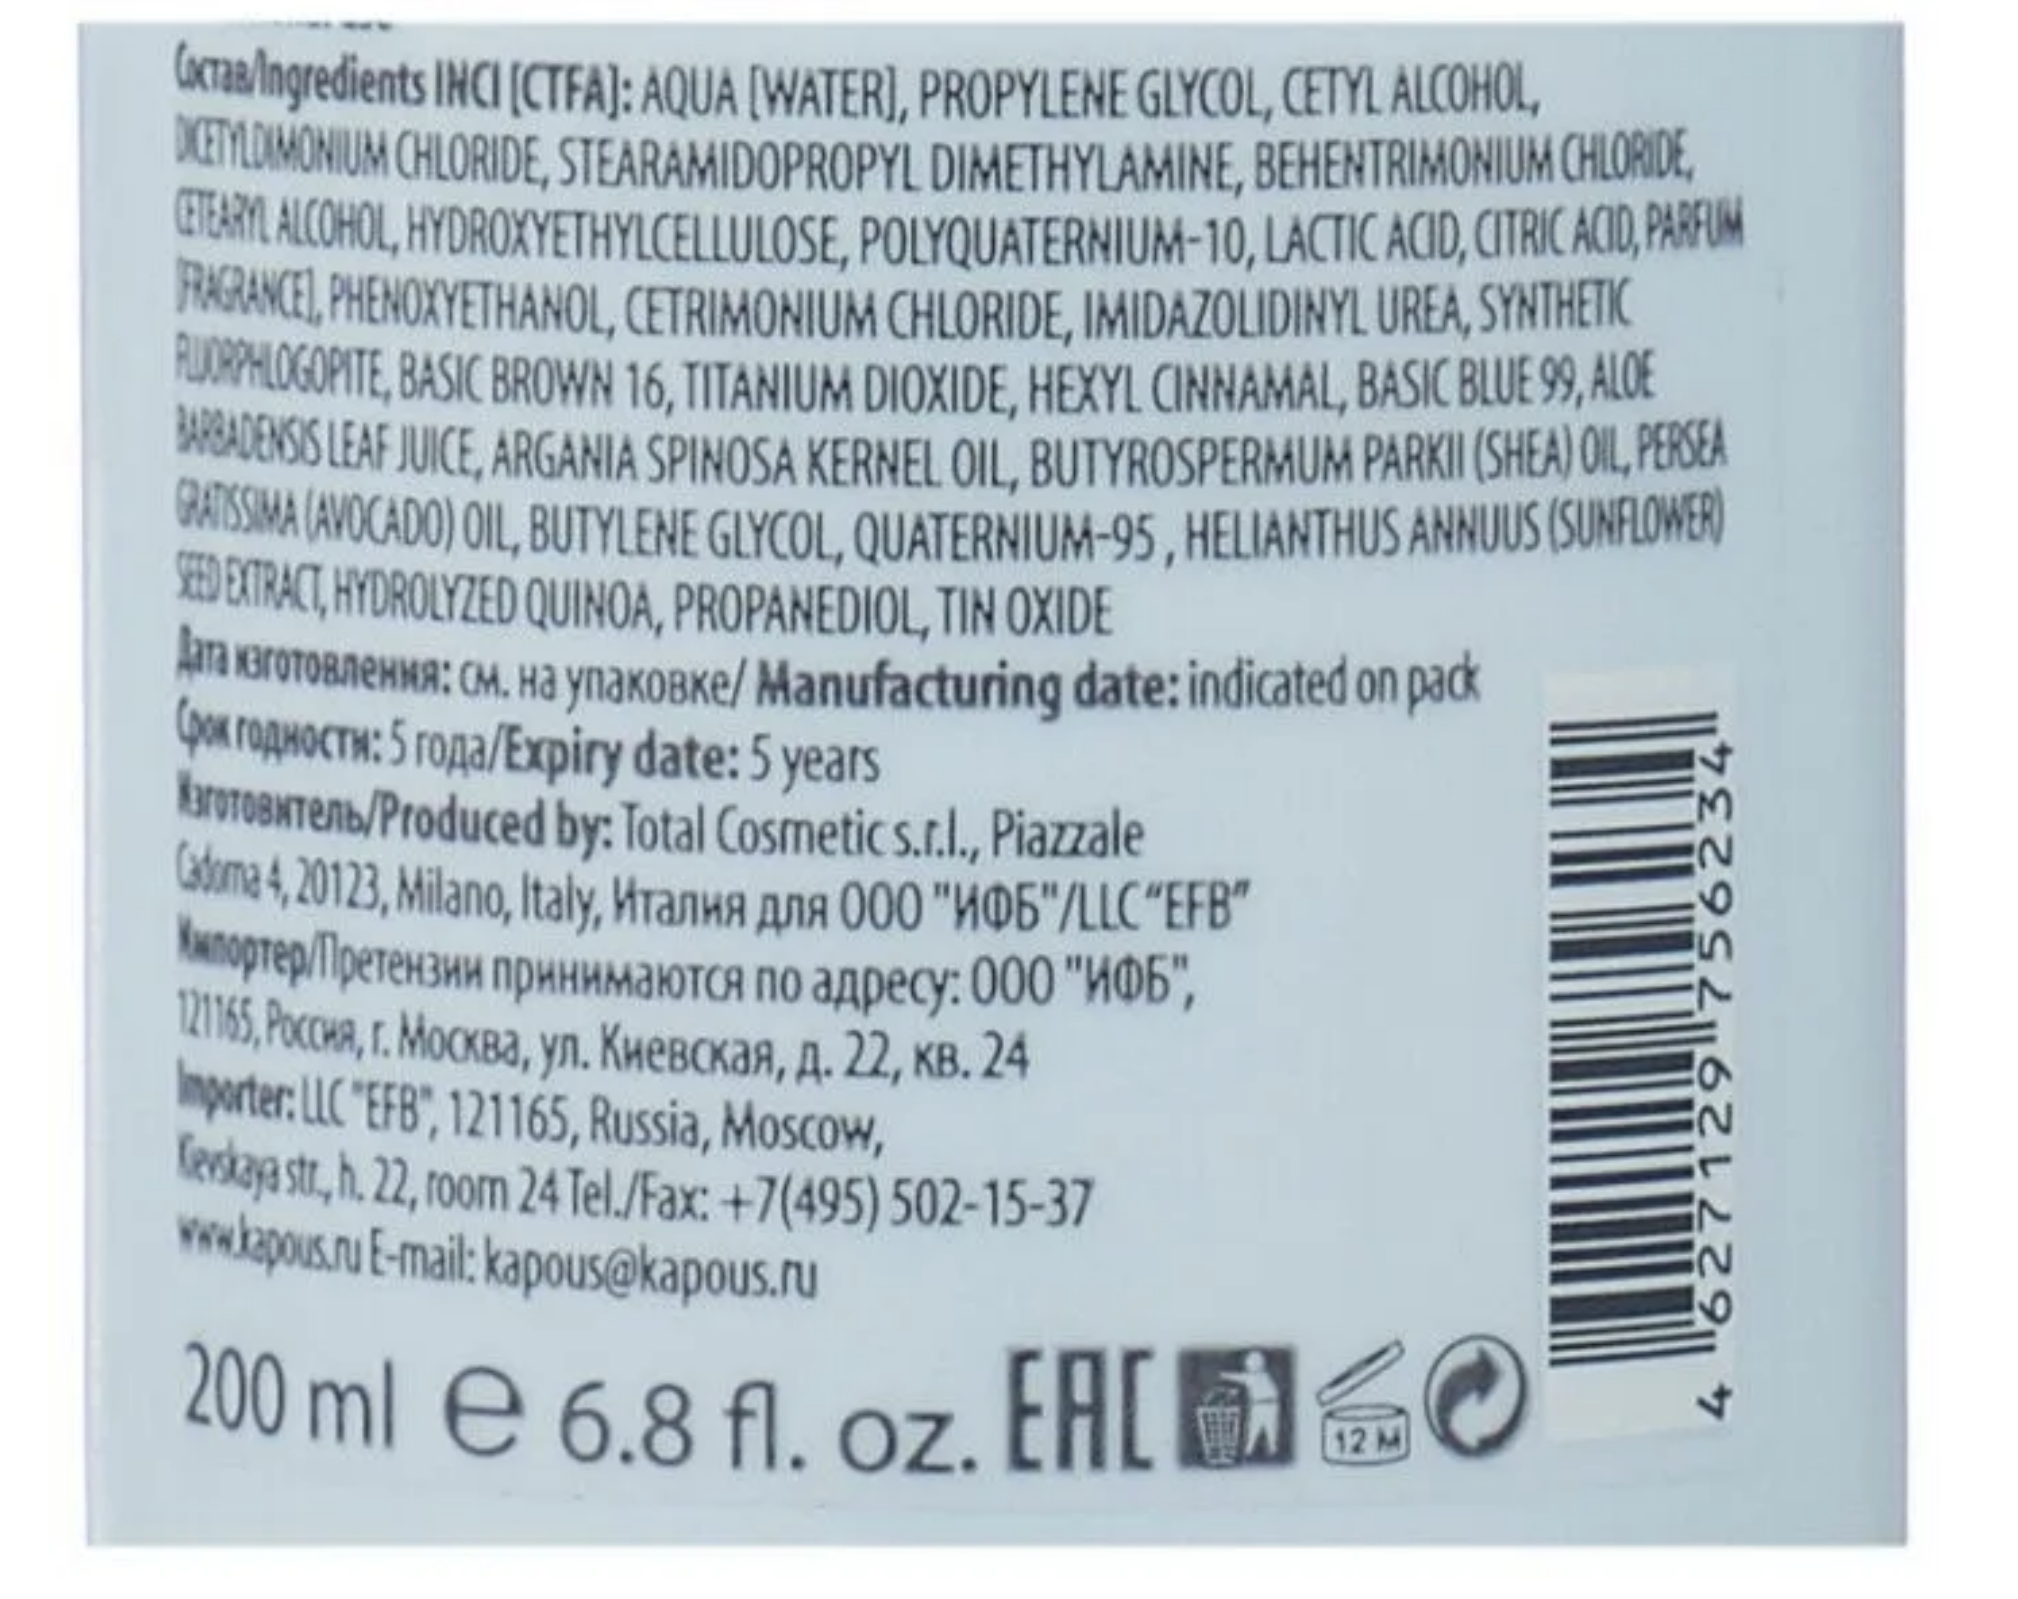 Состав/Ingredients INCI [CTFA]: AQUA [WATER], PROPYLENE GLYCOL, CETYL ALCOHOL,
DICETYLDIMONIUM CHLORIDE, STEARAMIDOPROPYL DIMETHYLAMINE, BEHENTRIMONIUM CHLORIDE,
CETEARYL ALCOHOL, HYDROXYETHYLCELLULOSE, POLYQUATERNIUM-10, LACTIC ACID, CITRIC ACID, PARFUM
[FRAGRANCE], PHENOXYETHANOL, CETRIMONIUM CHLORIDE, IMIDAZOLIDINYL UREA, SYNTHETIC
FLUORPHLOGOPITE, BASIC BROWN 16, TITANIUM DIOXIDE, HEXYL CINNAMAL, BASIC BLUE 99, ALOE
BARBADENSIS LEAF JUICE, ARGANIA SPINOSA KERNEL OIL, BUTYROSPERMUM PARKII (SHEA) OIL, PERSEA
GRATISSIMA (AVOCADO) OIL, BUTYLENE GLYCOL, QUATERNIUM-95 , HELIANTHUS ANNUUS (SUNFLOWER)
SEED EXTRACT, HYDROLYZED QUINOA, PROPANEDIOL, TIN OXIDE
Дата изготовления: см. на упаковке/ Manufacturing date: indicated on pack
Срок годности: 5 года/Expiry date: 5 years
Изготовитель/Produced by: Total Cosmetic s.r.l., Piazzale
Cadorna 4, 20123, Milano, Italy, Италия для ООО "ИФБ"/LLC “EFB”
Импортер/Претензии принимаются по адресу: ООО "ИФБ",
121165, Россия, г. Москва, ул. Киевская, д. 22, кв. 24
Importer: LLC "EFB", 121165, Russia, Moscow,
Kievskaya str., h. 22, room 24 Tel./Fax: +7(495) 502-15-37
www.kapous.ru E-mail: kapous@kapous.ru
200 ml e 6.8 fl. oz. EAC 12 M
4 627129 756234